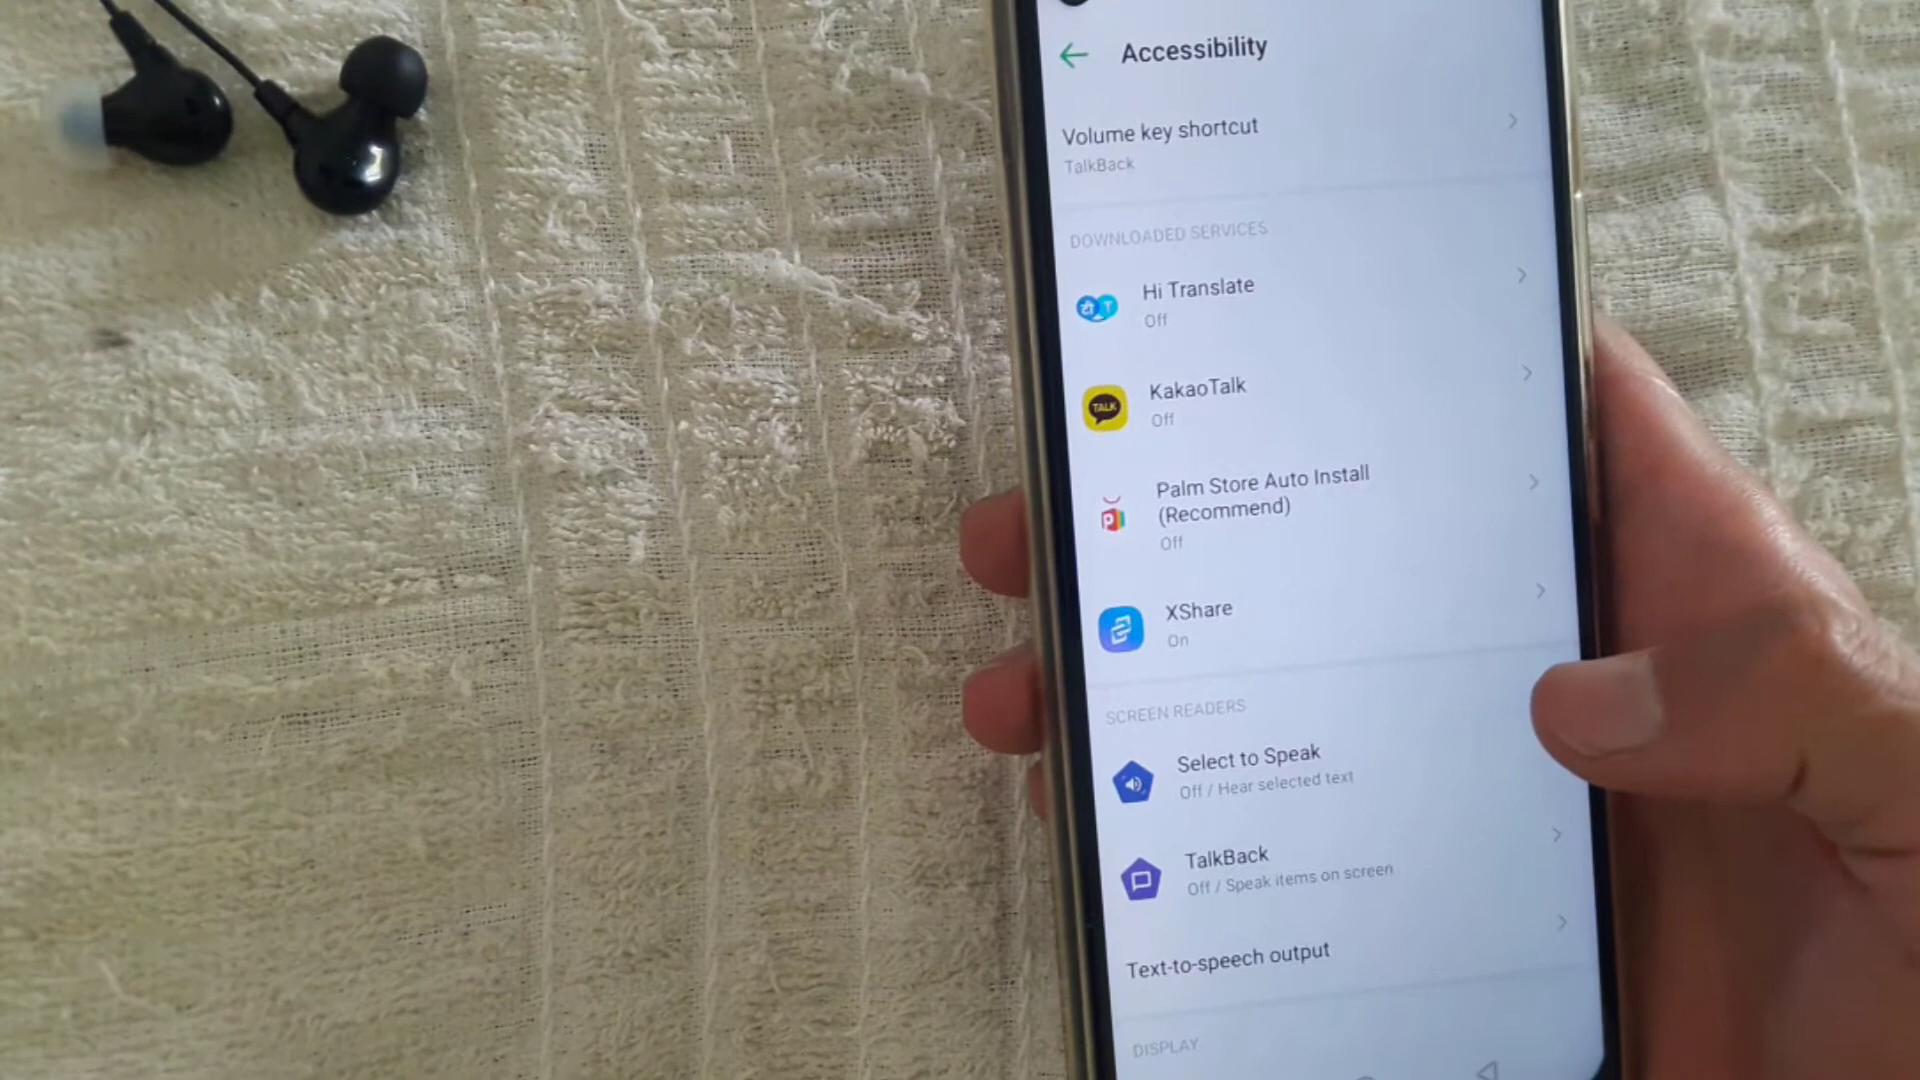 Accessibility
Volume key shortcut
TalkBack
DOWNLOADED SERVICES
Hi Translate
Off
TALK
KakaoTalk
Off
Palm Store Auto Install
(Recommend)
Off
XShare
On
SCREEN READERS
Select to Speak
Off / Hear selected text
TalkBack
Off / Speak items on screen
Text-to-speech output
DISPLAY